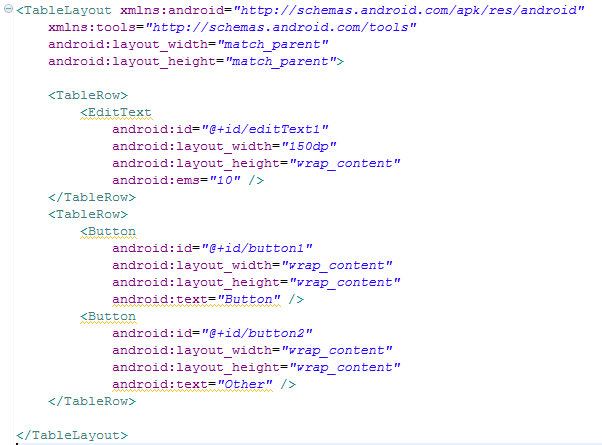 <TableLayout xmlns:android="http://schemas.android.com/apk/res/android"
    xmlns:tools="http://schemas.android.com/tools"
    android:layout_width="match_parent"
    android:layout_height="match_parent">

    <TableRow>
        <EditText
            android:id="@+id/editText1"
            android:layout_width="150dp"
            android:layout_height="wrap_content"
            android:ems="10" />
    </TableRow>
    <TableRow>
        <Button
            android:id="@+id/button1"
            android:layout_width="wrap_content"
            android:layout_height="wrap_content"
            android:text="Button" />
        <Button
            android:id="@+id/button2"
            android:layout_width="wrap_content"
            android:layout_height="wrap_content"
            android:text="Other" />
    </TableRow>

</TableLayout>